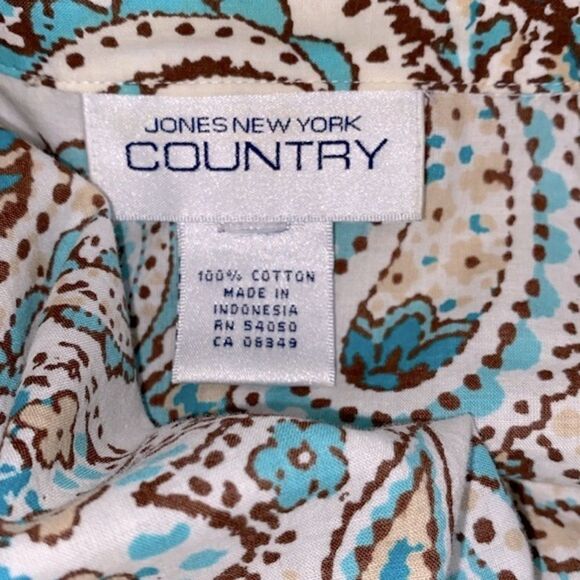 JONES NEW YORK
COUNTRY
100% COTTON
MADE IN
INDONESIA
RN 54050
CA 08349